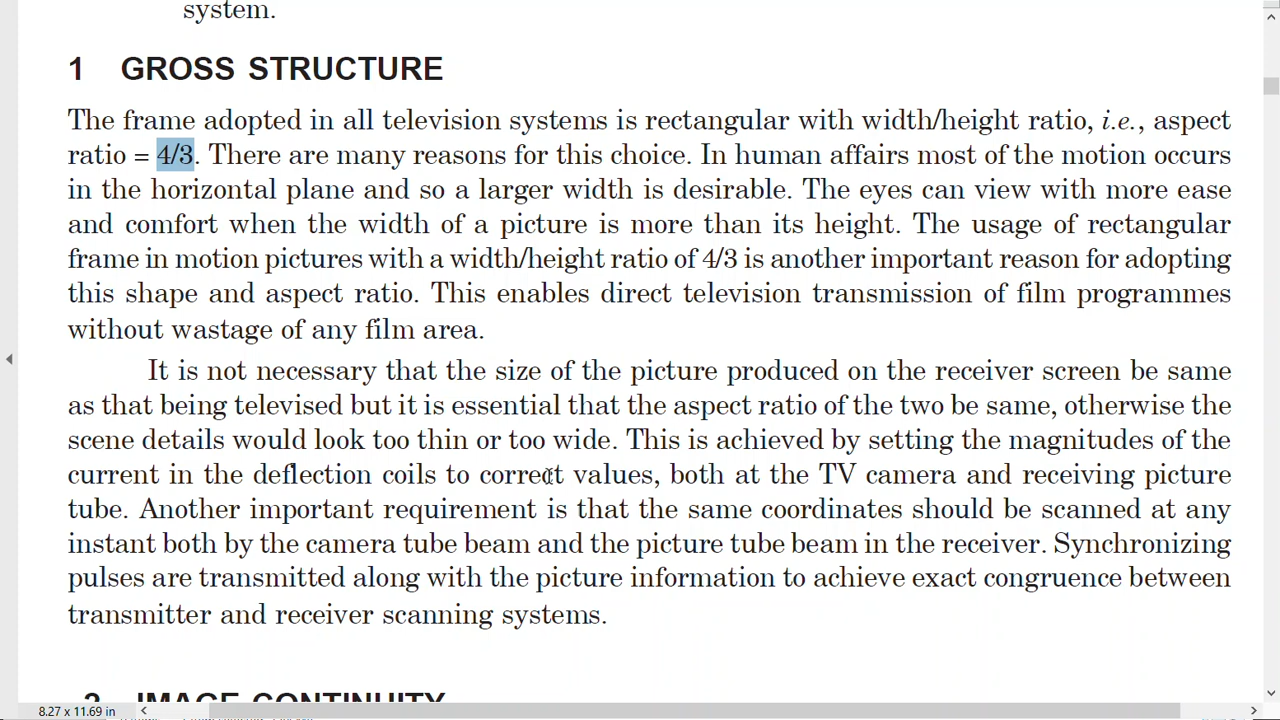 system.
1 GROSS STRUCTURE
The frame adopted in all television systems is rectangular with width/height ratio, i.e., aspect
ratio = 4/3. There are many reasons for this choice. In human affairs most of the motion occurs
in the horizontal plane and so a larger width is desirable. The eyes can view with more ease
and comfort when the width of a picture is more than its height. The usage of rectangular
frame in motion pictures with a width/height ratio of 4/3 is another important reason for adopting
this shape and aspect ratio. This enables direct television transmission of film programmes
without wastage of any film area.
It is not necessary that the size of the picture produced on the receiver screen be same
as that being televised but it is essential that the aspect ratio of the two be same, otherwise the
scene details would look too thin or too wide. This is achieved by setting the magnitudes of the
current in the deflection coils to correct values, both at the TV camera and receiving picture
tube. Another important requirement is that the same coordinates should be scanned at any
instant both by the camera tube beam and the picture tube beam in the receiver. Synchronizing
pulses are transmitted along with the picture information to achieve exact congruence between
transmitter and receiver scanning systems.
2 IMAGE CONTINUITY
8.27 x 11.69 in